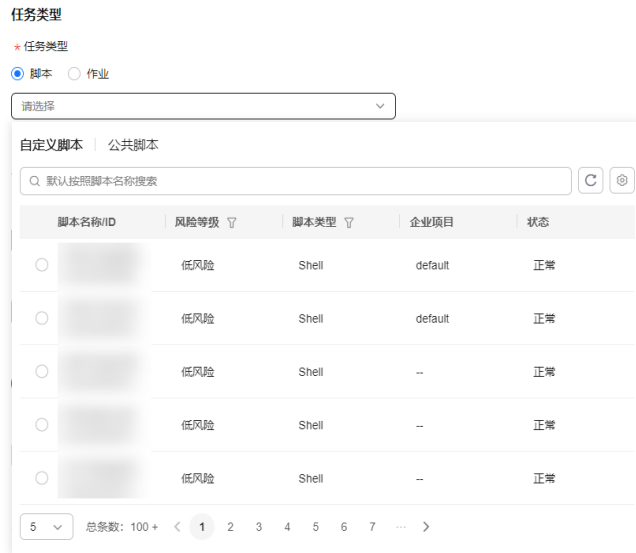 任务类型
* 任务类型
脚本 作业
请选择
自定义脚本 公共脚本
默认按照脚本名称搜索
脚本名称/ID 风险等级 脚本类型 企业项目 状态
低风险 Shell default 正常
低风险 Shell default 正常
低风险 Shell -- 正常
低风险 Shell -- 正常
低风险 Shell -- 正常
5 总条数: 100 + < 1 2 3 4 5 6 7 ... >